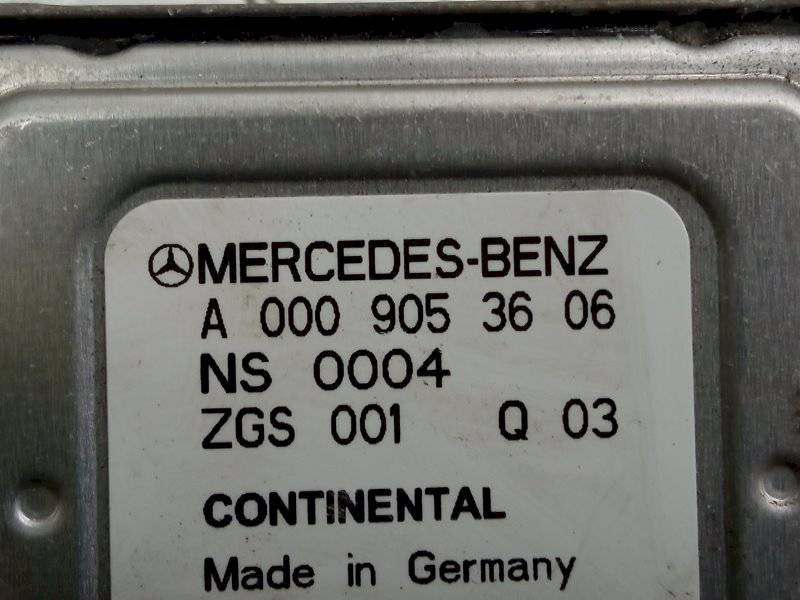 MERCEDES-BENZ
A 000 905 36 06
NS 0004
ZGS 001 Q 03
CONTINENTAL
Made in Germany